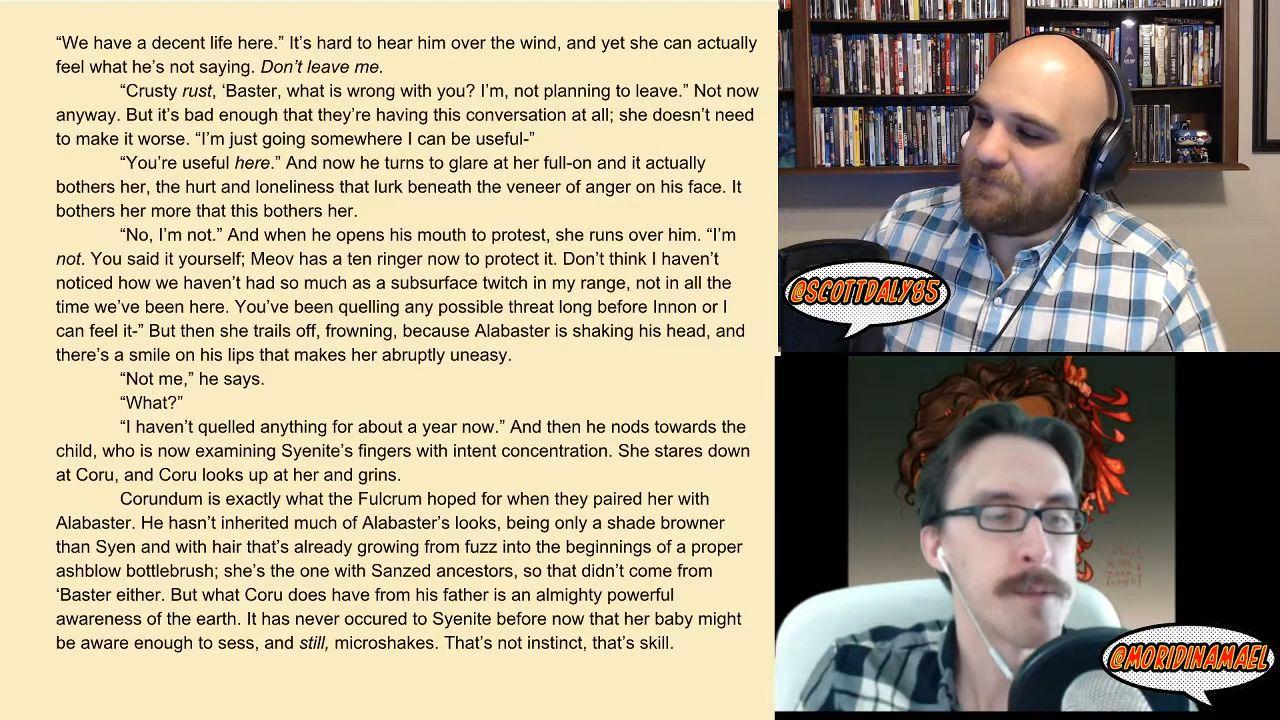 “We have a decent life here.” It’s hard to hear him over the wind, and yet she can actually
feel what he’s not saying. Don’t leave me.
“Crusty rust, ‘Baster, what is wrong with you? I’m, not planning to leave.” Not now
anyway. But it’s bad enough that they’re having this conversation at all; she doesn’t need
to make it worse. “I’m just going somewhere I can be useful-”
“You’re useful here.” And now he turns to glare at her full-on and it actually
bothers her, the hurt and loneliness that lurk beneath the veneer of anger on his face. It
bothers her more that this bothers her.
“No, I’m not.” And when he opens his mouth to protest, she runs over him. “I’m
not. You said it yourself; Meov has a ten ringer now to protect it. Don’t think I haven’t
noticed how we haven’t had so much as a subsurface twitch in my range, not in all the
time we’ve been here. You’ve been quelling any possible threat long before Innon or I
can feel it-” But then she trails off, frowning, because Alabaster is shaking his head, and
there’s a smile on his lips that makes her abruptly uneasy.
“Not me,” he says.
“What?”
“I haven’t quelled anything for about a year now.” And then he nods towards the
child, who is now examining Syenite’s fingers with intent concentration. She stares down
at Coru, and Coru looks up at her and grins.
Corundum is exactly what the Fulcrum hoped for when they paired her with
Alabaster. He hasn’t inherited much of Alabaster’s looks, being only a shade browner
than Syen and with hair that’s already growing from fuzz into the beginnings of a proper
ashblow bottlebrush; she’s the one with Sanzed ancestors, so that didn’t come from
‘Baster either. But what Coru does have from his father is an almighty powerful
awareness of the earth. It has never occured to Syenite before now that her baby might
be aware enough to sess, and still, microshakes. That’s not instinct, that’s skill.
@SCOTTDALY85
@MORIDINAMAEL